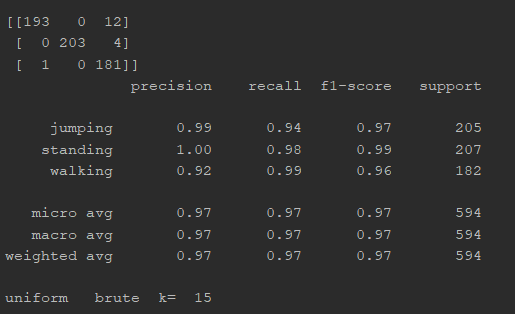 [[193   0  12]
 [  0 203   4]
 [  1   0 181]]
              precision    recall  f1-score   support
     jumping       0.99      0.94      0.97       205
    standing       1.00      0.98      0.99       207
     walking       0.92      0.99      0.96       182
   micro avg       0.97      0.97      0.97       594
   macro avg       0.97      0.97      0.97       594
weighted avg       0.97      0.97      0.97       594
uniform   brute  k=  15